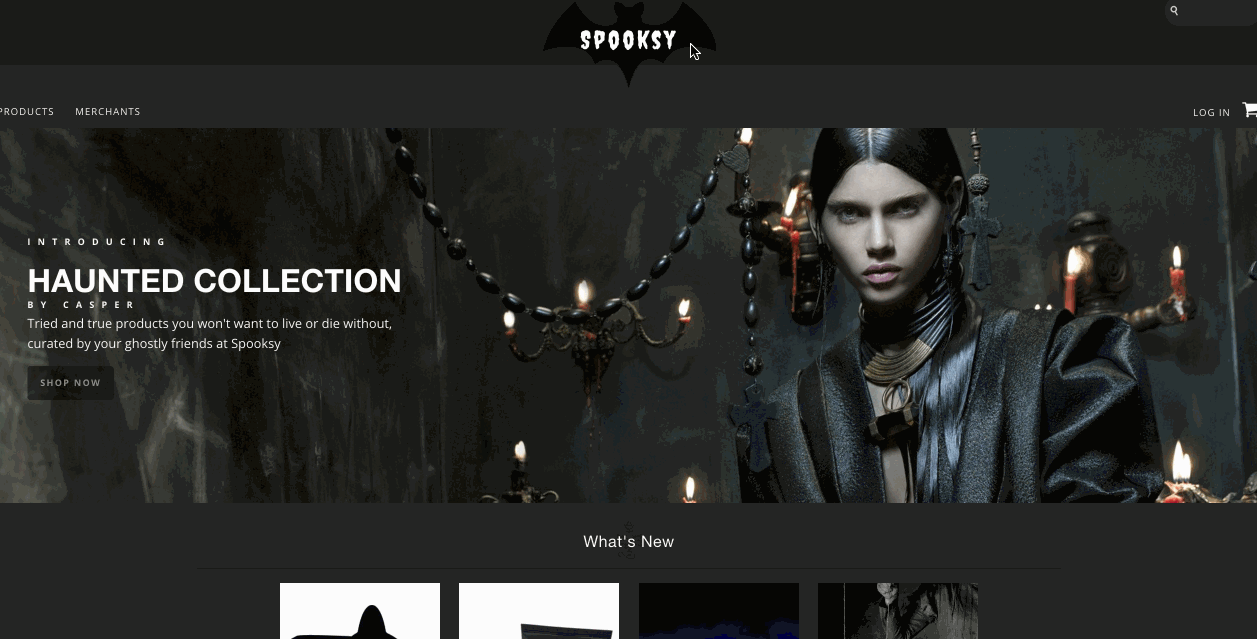 SPOOKSY
PRODUCTS MERCHANTS
LOG IN
INTRODUCING
HAUNTED COLLECTION
BY CASPER
Tried and true products you won't want to live or die without,
curated by your ghostly friends at Spooksy
SHOP NOW
What's New